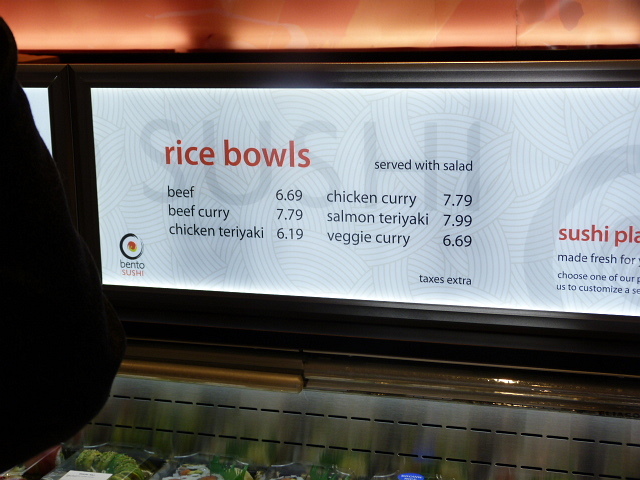 SUSHI
rice bowls
served with salad
beef 6.69
beef curry 7.79
chicken teriyaki 6.19
chicken curry 7.79
salmon teriyaki 7.99
veggie curry 6.69
taxes extra
bento
SUSHI
sushi pla
made fresh for y
choose one of our p
us to customize a se